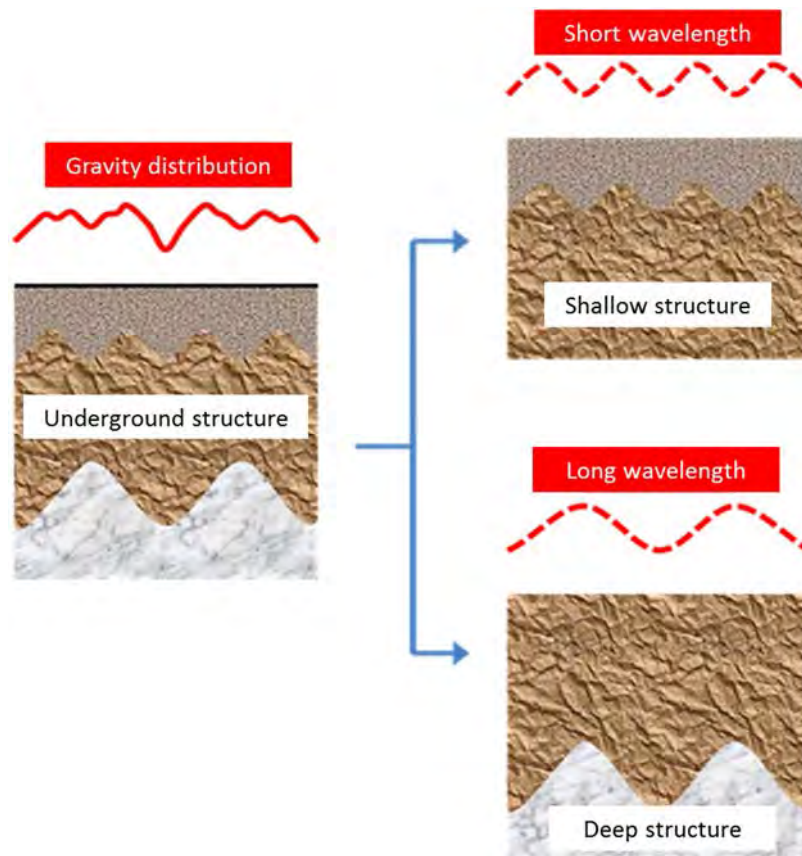 Short wavelength
Gravity distribution
Shallow structure
Underground structure
Long wavelength
Deep structure